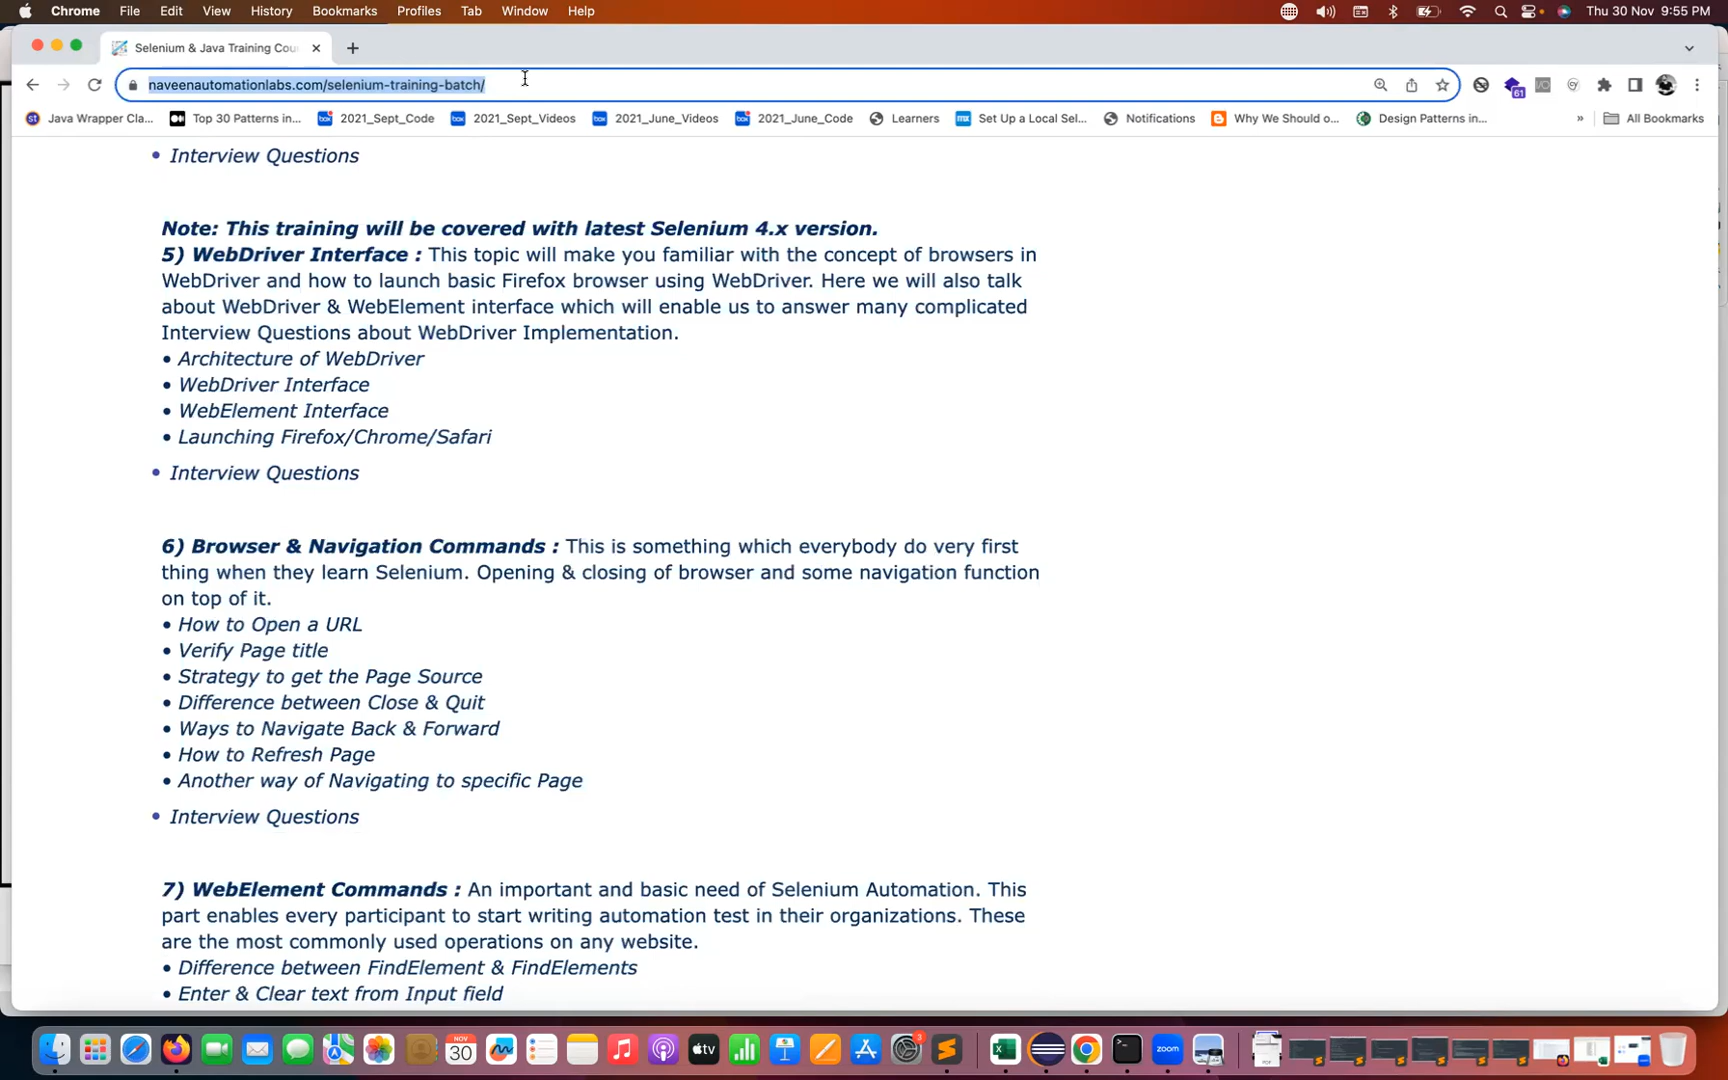 Chrome File Edit View History Bookmarks Profiles Tab Window Help Thu 30 Nov 9:55 PM
Selenium & Java Training Cou
naveenautomationlabs.com/selenium-training-batch/
Java Wrapper Cla... Top 30 Patterns in... 2021_Sept_Code 2021_Sept_Videos 2021_June_Videos 2021_June_Code Learners Set Up a Local Sel... Notifications Why We Should o... Design Patterns in... » All Bookmarks
• Interview Questions
Note: This training will be covered with latest Selenium 4.x version.
5) WebDriver Interface : This topic will make you familiar with the concept of browsers in
WebDriver and how to launch basic Firefox browser using WebDriver. Here we will also talk
about WebDriver & WebElement interface which will enable us to answer many complicated
Interview Questions about WebDriver Implementation.
• Architecture of WebDriver
• WebDriver Interface
• WebElement Interface
• Launching Firefox/Chrome/Safari
• Interview Questions
6) Browser & Navigation Commands : This is something which everybody do very first
thing when they learn Selenium. Opening & closing of browser and some navigation function
on top of it.
• How to Open a URL
• Verify Page title
• Strategy to get the Page Source
• Difference between Close & Quit
• Ways to Navigate Back & Forward
• How to Refresh Page
• Another way of Navigating to specific Page
• Interview Questions
7) WebElement Commands : An important and basic need of Selenium Automation. This
part enables every participant to start writing automation test in their organizations. These
are the most commonly used operations on any website.
• Difference between FindElement & FindElements
• Enter & Clear text from Input field